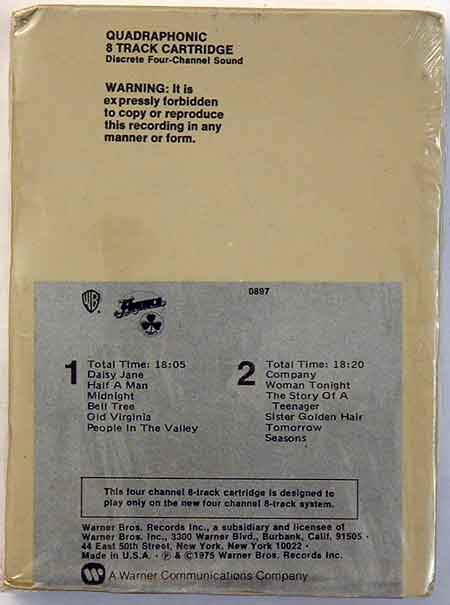 QUADRAPHONIC
8 TRACK CARTRIDGE
Discrete Four-Channel Sound
WARNING: It is
expressly forbidden
to copy or reproduce
this recording in any
manner or form.
WB
0897
1
Total Time: 18:05
Daisy Jane
Half A Man
Midnight
Bell Tree
Old Virginia
People In The Valley
2
Total Time: 18:20
Company
Woman Tonight
The Story Of A
Teenager
Sister Golden Hair
Tomorrow
Seasons
This four channel 8-track cartridge is designed to
play only on the new four channel 8-track system.
Warner Bros. Records Inc., a subsidiary and licensee of
Warner Bros. Inc., 3300 Warner Blvd., Burbank, Calif. 91505 ·
44 East 50th Street, New York, New York 10022 ·
Made in U.S.A. · ℗ & ©1975 Warner Bros. Records Inc.
A Warner Communications Company